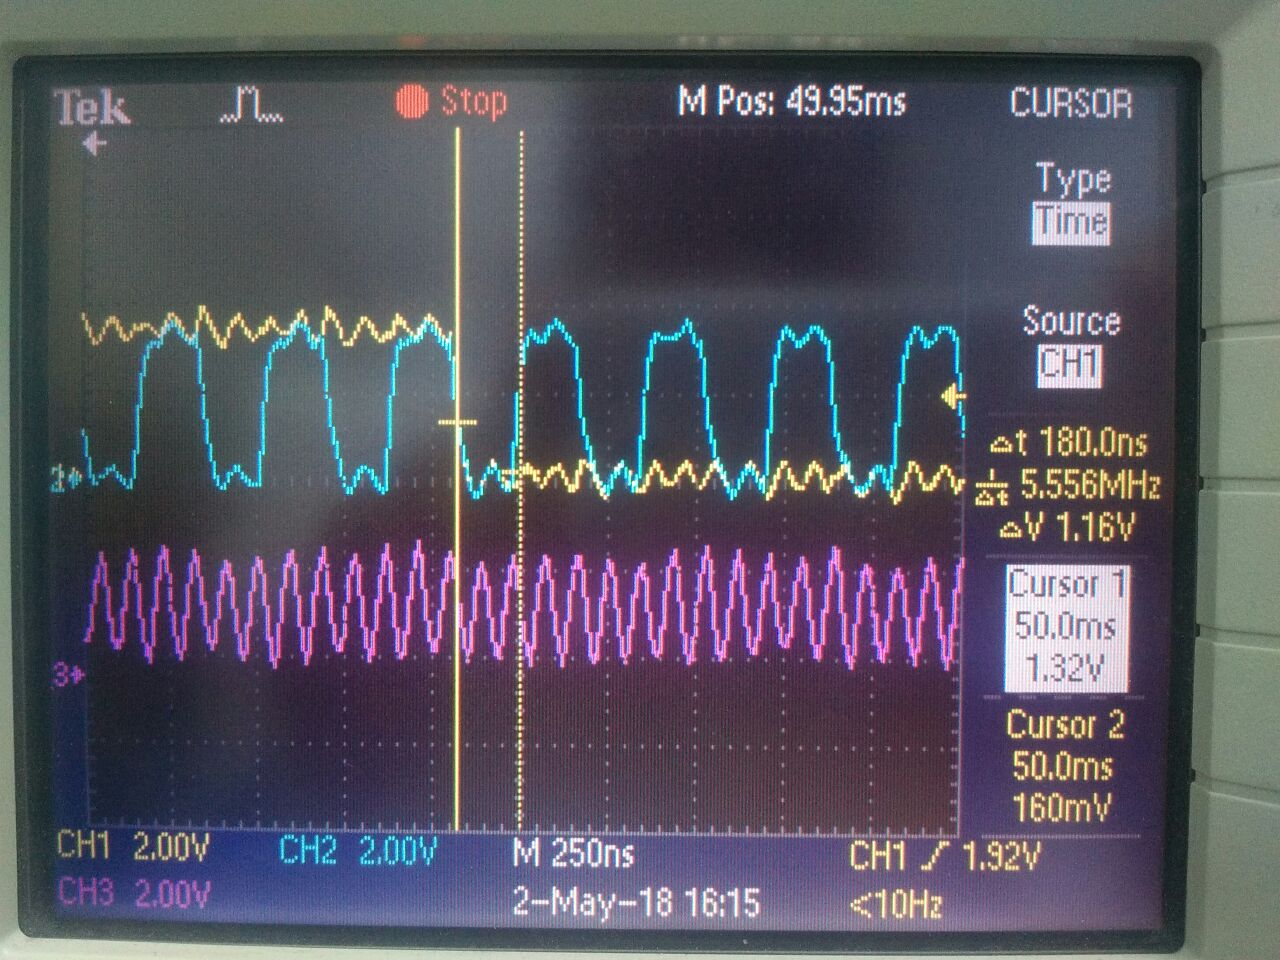 Tek Stop M Pos: 49.95ms CURSOR
Type
Time
Source
CH1
Δt 180.0ns
1/Δt 5.556MHz
ΔV 1.16V
Cursor 1
50.0ms
1.32V
Cursor 2
50.0ms
160mV
3
CH1 2.00V CH2 2.00V M 250ns CH1 1.92V
CH3 2.00V 2-May-18 16:15 <10Hz